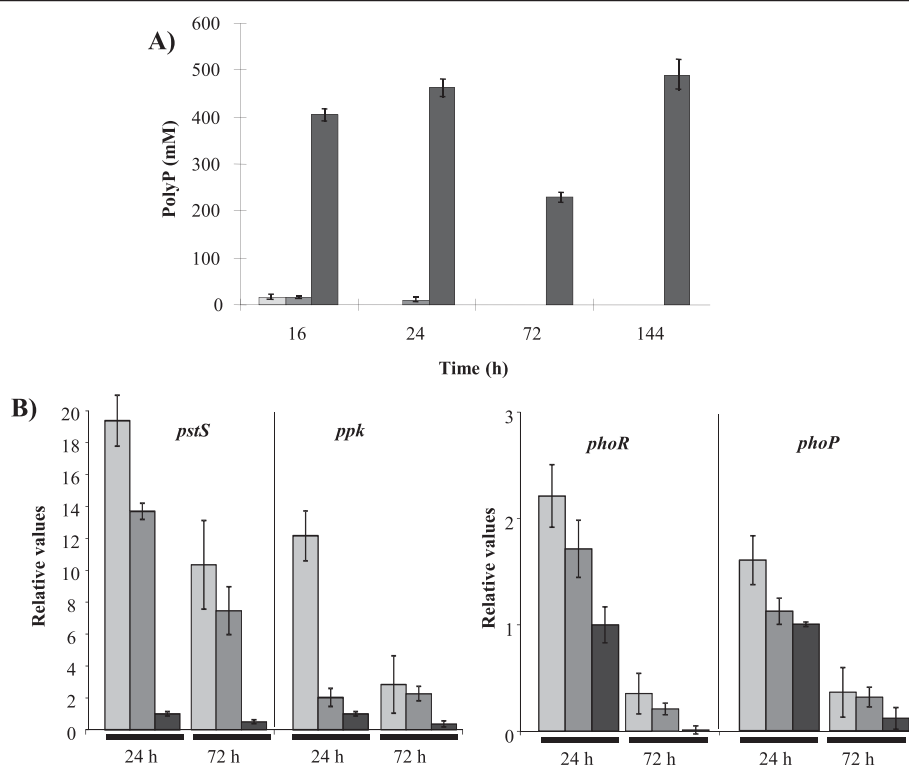 A)
600
500
400
300
200
100
0
PolyP (mM)
16 24 72 144
Time (h)
B)
20
18
16
14
12
10
8
6
4
2
0
Relative values
pstS ppk
24 h 72 h 24 h 72 h
3
2
1
0
Relative values
phoR phoP
24 h 72 h 24 h 72 h